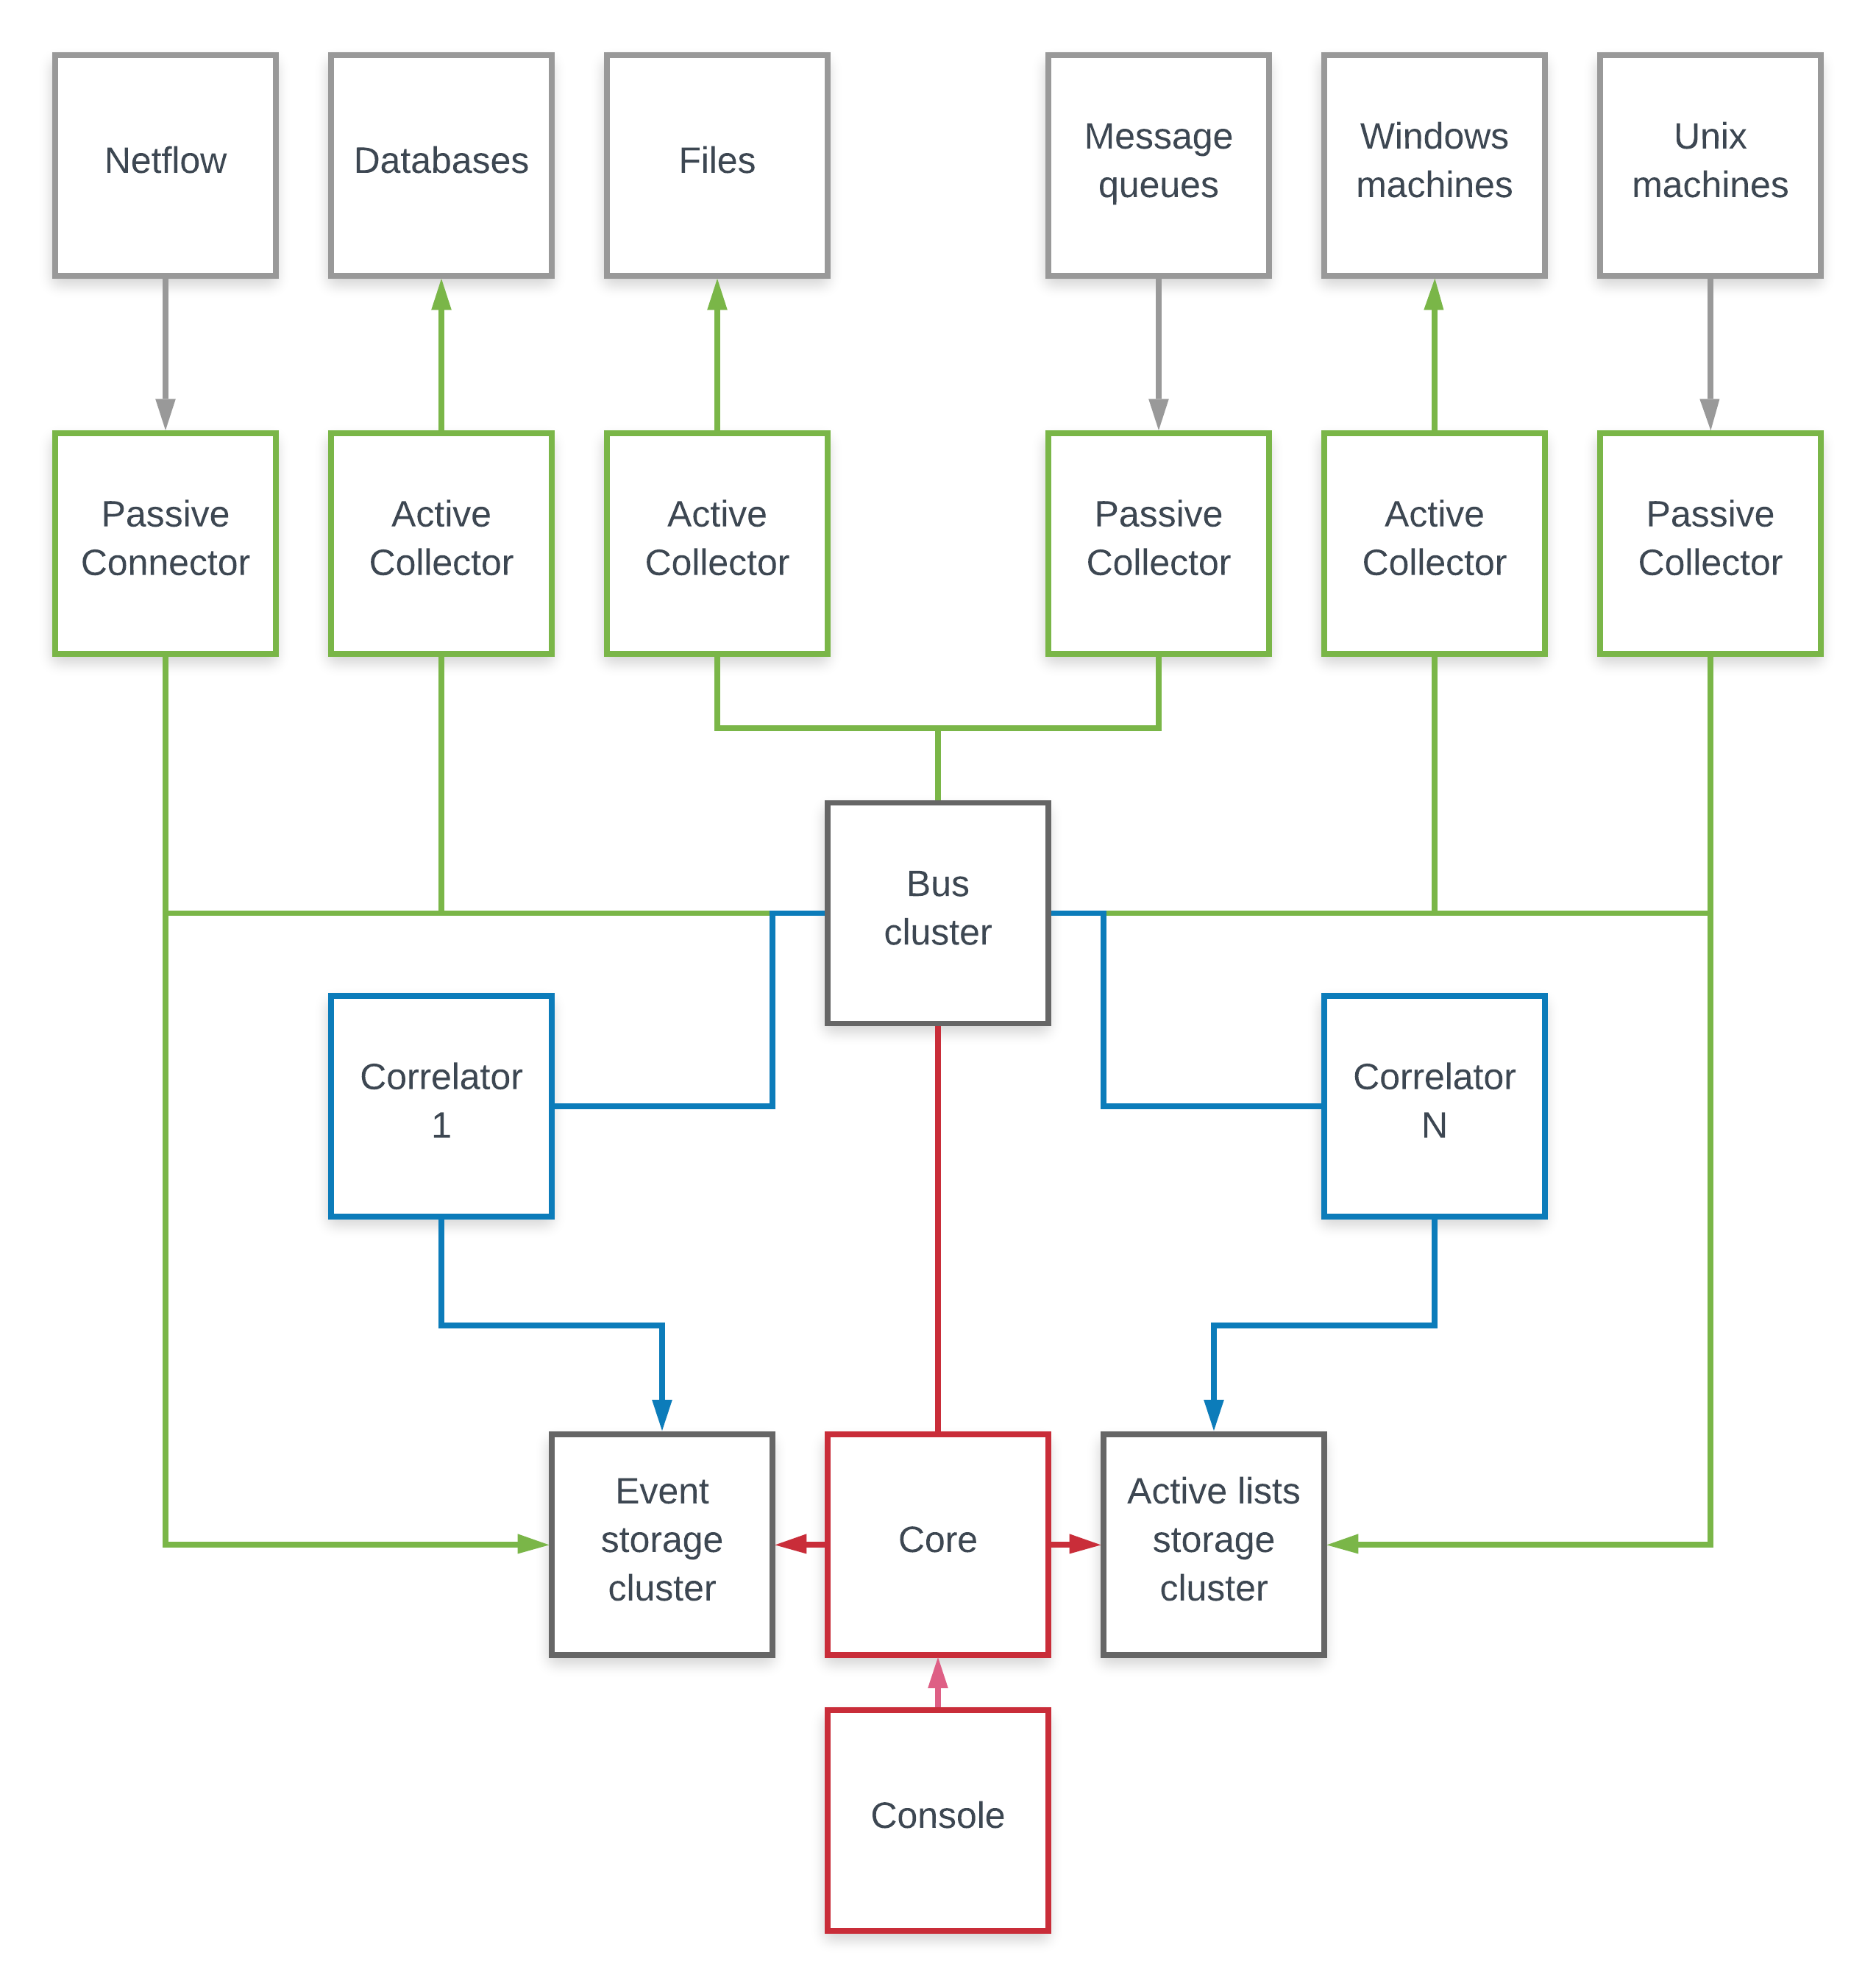 Netflow
Databases
Files
Message
queues
Windows
machines
Unix
machines
Passive
Connector
Active
Collector
Active
Collector
Passive
Collector
Active
Collector
Passive
Collector
Bus
cluster
Correlator
1
Correlator
N
Event
storage
cluster
Core
Active lists
storage
cluster
Console